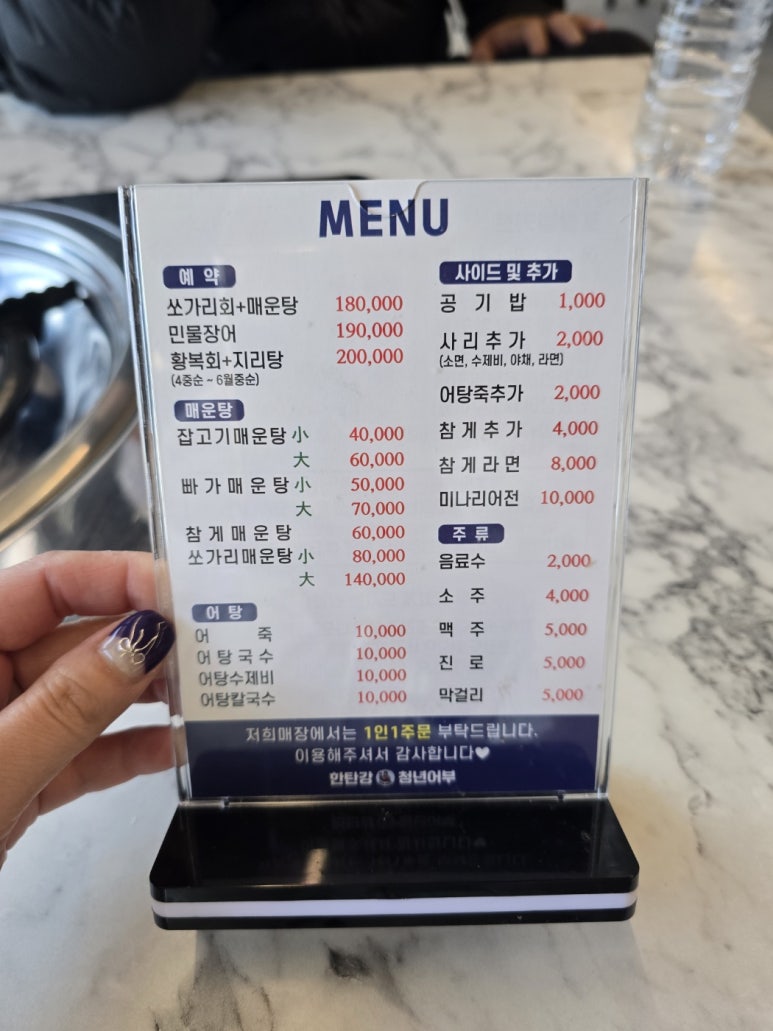 MENU
예 약
쏘가리회+매운탕 180,000
민물장어 190,000
황복회+지리탕 200,000
(4중순 ~ 6월중순)
매운탕
잡고기매운탕 小 40,000
大 60,000
빠가매운탕 小 50,000
大 70,000
참게매운탕 60,000
쏘가리매운탕 小 80,000
大 140,000
어 탕
어 죽 10,000
어탕국수 10,000
어탕수제비 10,000
어탕칼국수 10,000
사이드 및 추가
공 기 밥 1,000
사리추가 2,000
(소면, 수제비, 야채, 라면)
어탕죽추가 2,000
참게추가 4,000
참게라면 8,000
미나리어전 10,000
주 류
음료수 2,000
소 주 4,000
맥 주 5,000
진 로 5,000
막걸리 5,000
저희매장에서는 1인1주문 부탁드립니다.
이용해주셔서 감사합니다♥
한탄강 청년어부